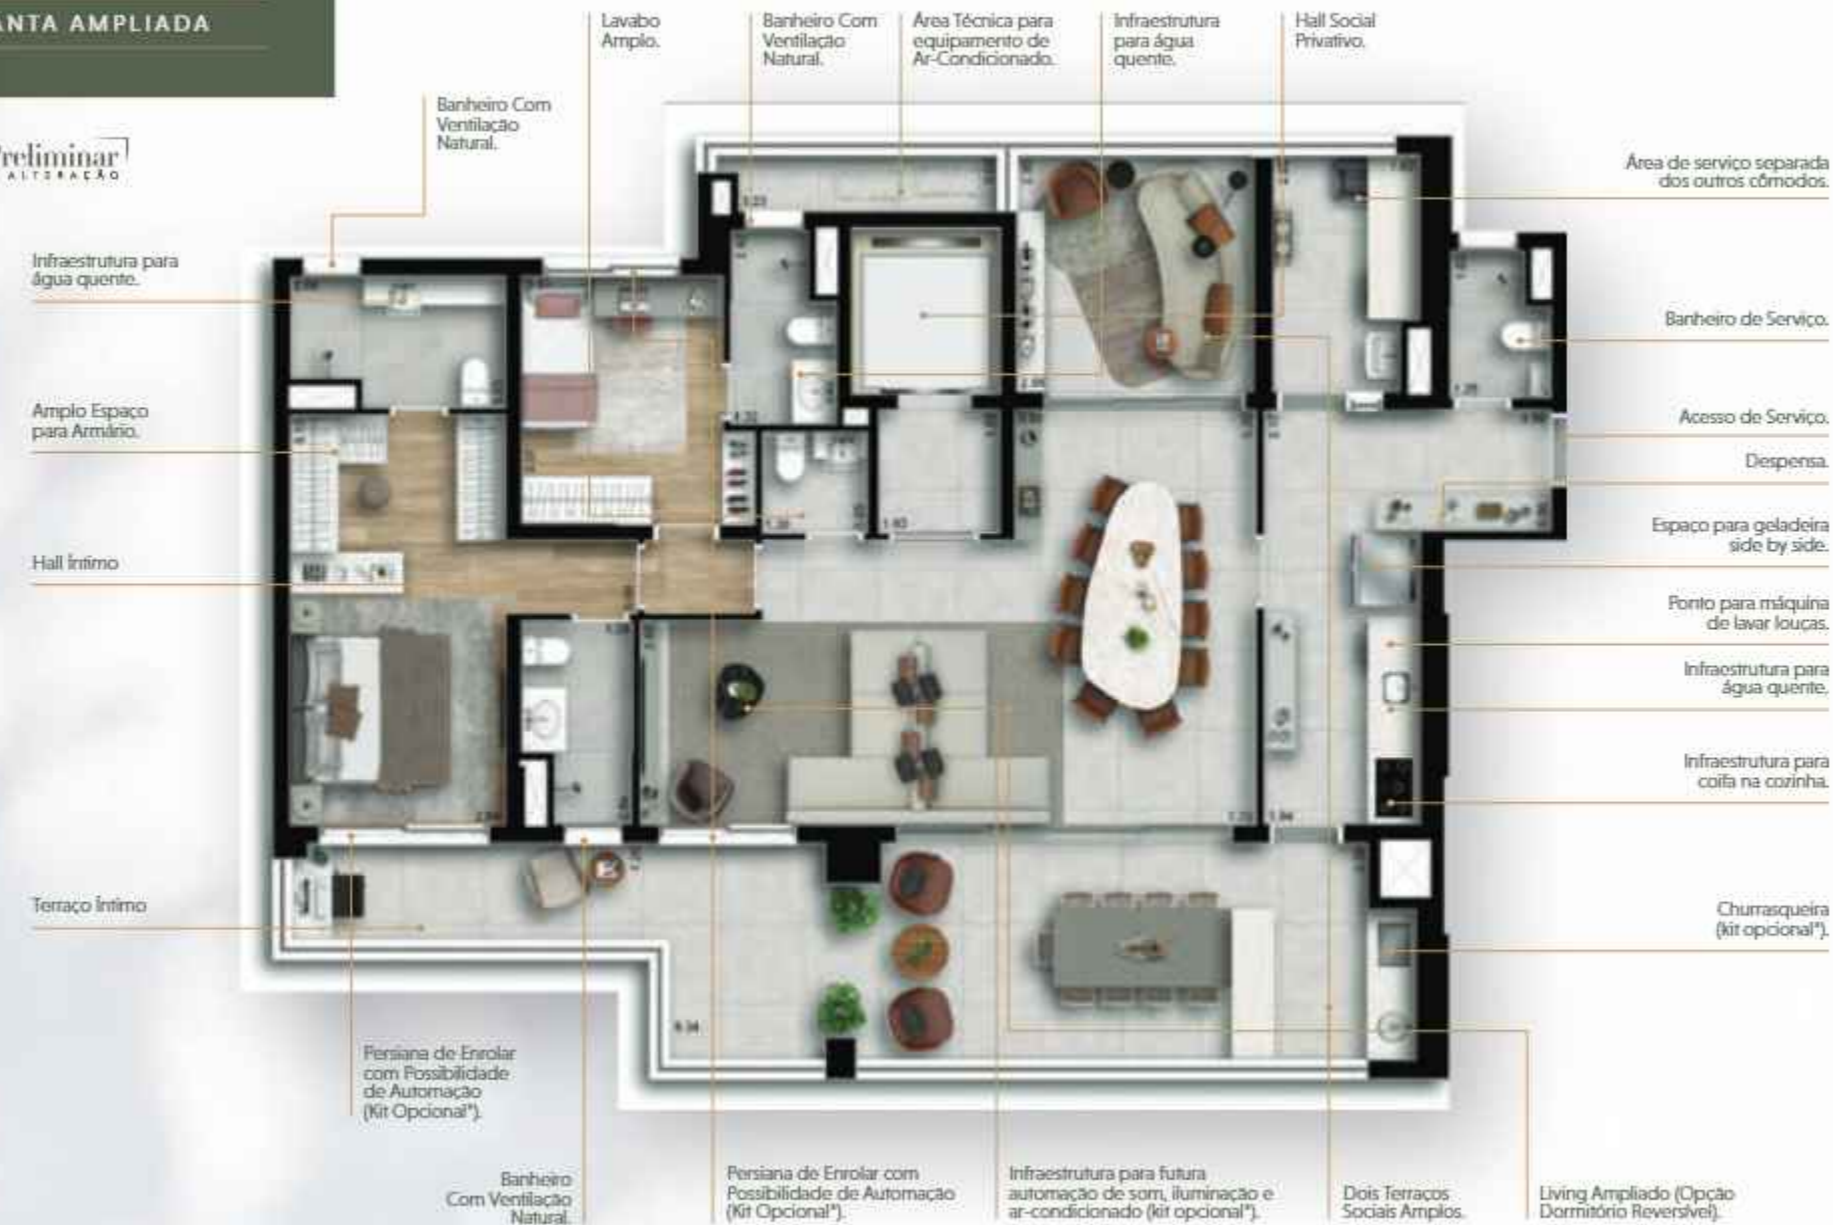 ANTA AMPLIADA
Preliminar
ALTERAÇÃO
Lavabo
Amplo.
Banheiro Com
Ventilação
Natural.
Área Técnica para
equipamento de
Ar-Condicionado.
Infraestrutura
para água
quente.
Hall Social
Privativo.
Banheiro Com
Ventilação
Natural.
Infraestrutura para
água quente.
Amplo Espaço
para Armário.
Hall Íntimo
Terraço Íntimo
Área de serviço separada
dos outros cômodos.
Banheiro de Serviço.
Acesso de Serviço.
Despensa.
Espaço para geladeira
side by side.
Ponto para máquina
de lavar louças.
Infraestrutura para
água quente.
Infraestrutura para
coifa na cozinha.
Churrasqueira
(kit opcional*).
Persiana de Enrolar
com Possibilidade
de Automação
(Kit Opcional*).
Banheiro
Com Ventilação
Natural.
Persiana de Enrolar com
Possibilidade de Automação
(Kit Opcional*).
Infraestrutura para futura
automação de som, iluminação e
ar-condicionado (kit opcional*).
Dois Terraços
Sociais Amplos.
Living Ampliado (Opção
Dormitório Reversível).